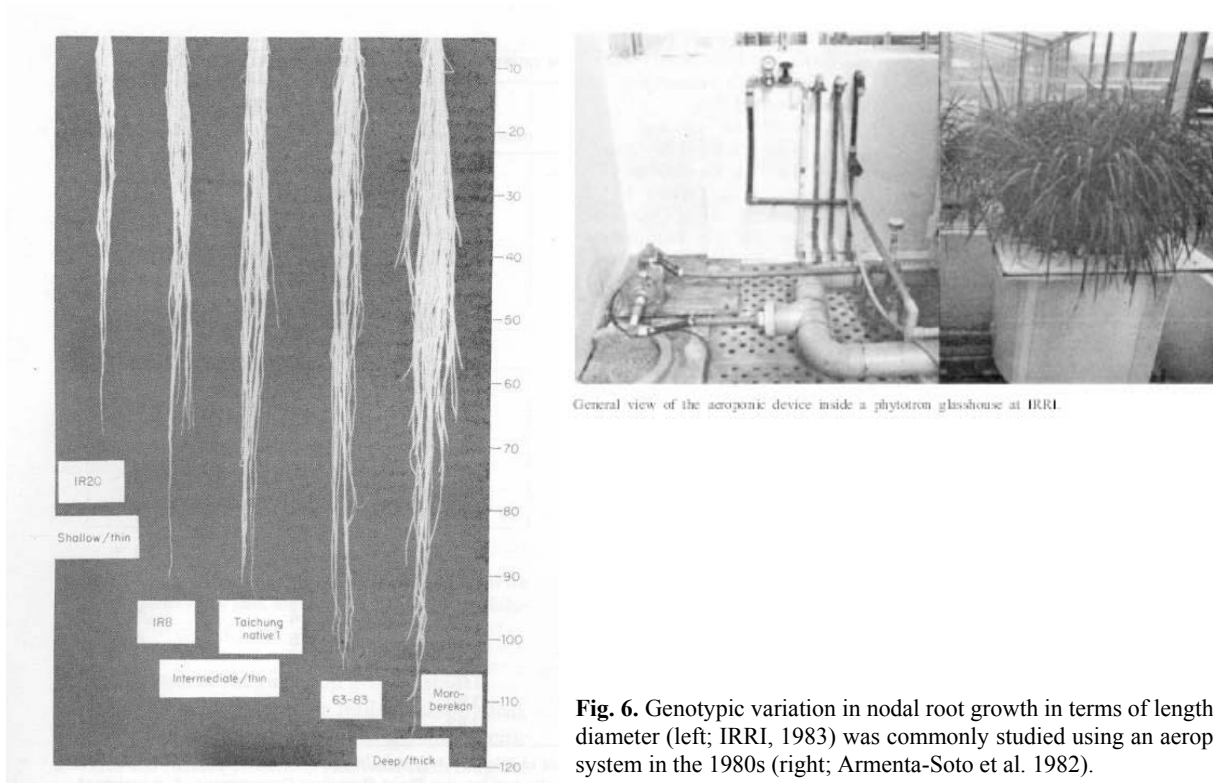 10
20
30
40
50
60
70
IR20
80
Shallow/thin
90
IR8
Taichung
native 1
100
Intermediate/thin
63-83
110
Moro-
berekan
Deep/thick
120
General view of the aeroponic device inside a phytotron glasshouse at IRRI.
Fig. 6. Genotypic variation in nodal root growth in terms of length
diameter (left; IRRI, 1983) was commonly studied using an aerop
system in the 1980s (right; Armenta-Soto et al. 1982).